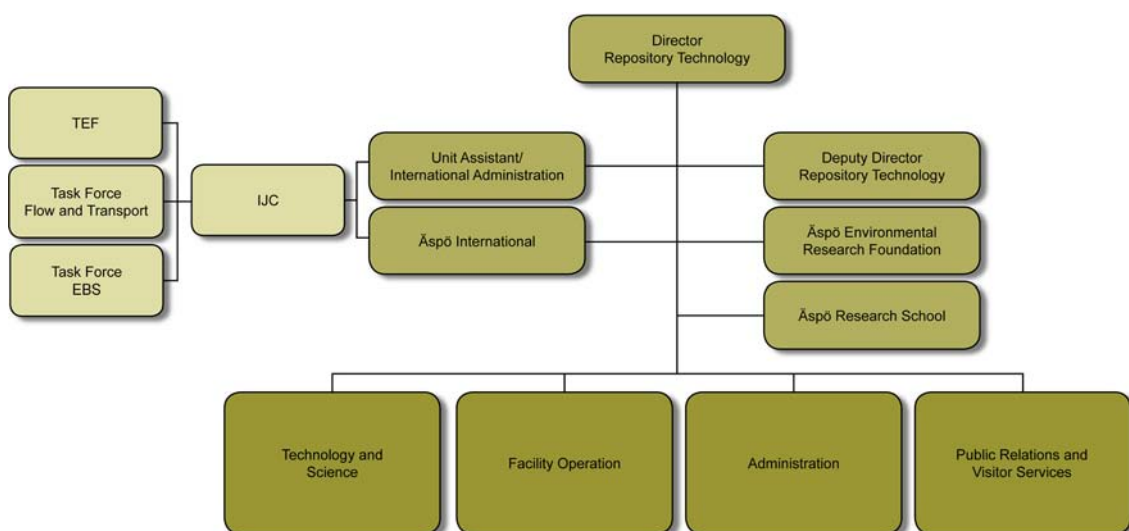 Director
Repository Technology
TEF
Task Force
Flow and Transport
Task Force
EBS
IJC
Unit Assistant/
International Administration
Äspö International
Deputy Director
Repository Technology
Äspö Environmental
Research Foundation
Äspö Research School
Technology and
Science
Facility Operation
Administration
Public Relations and
Visitor Services